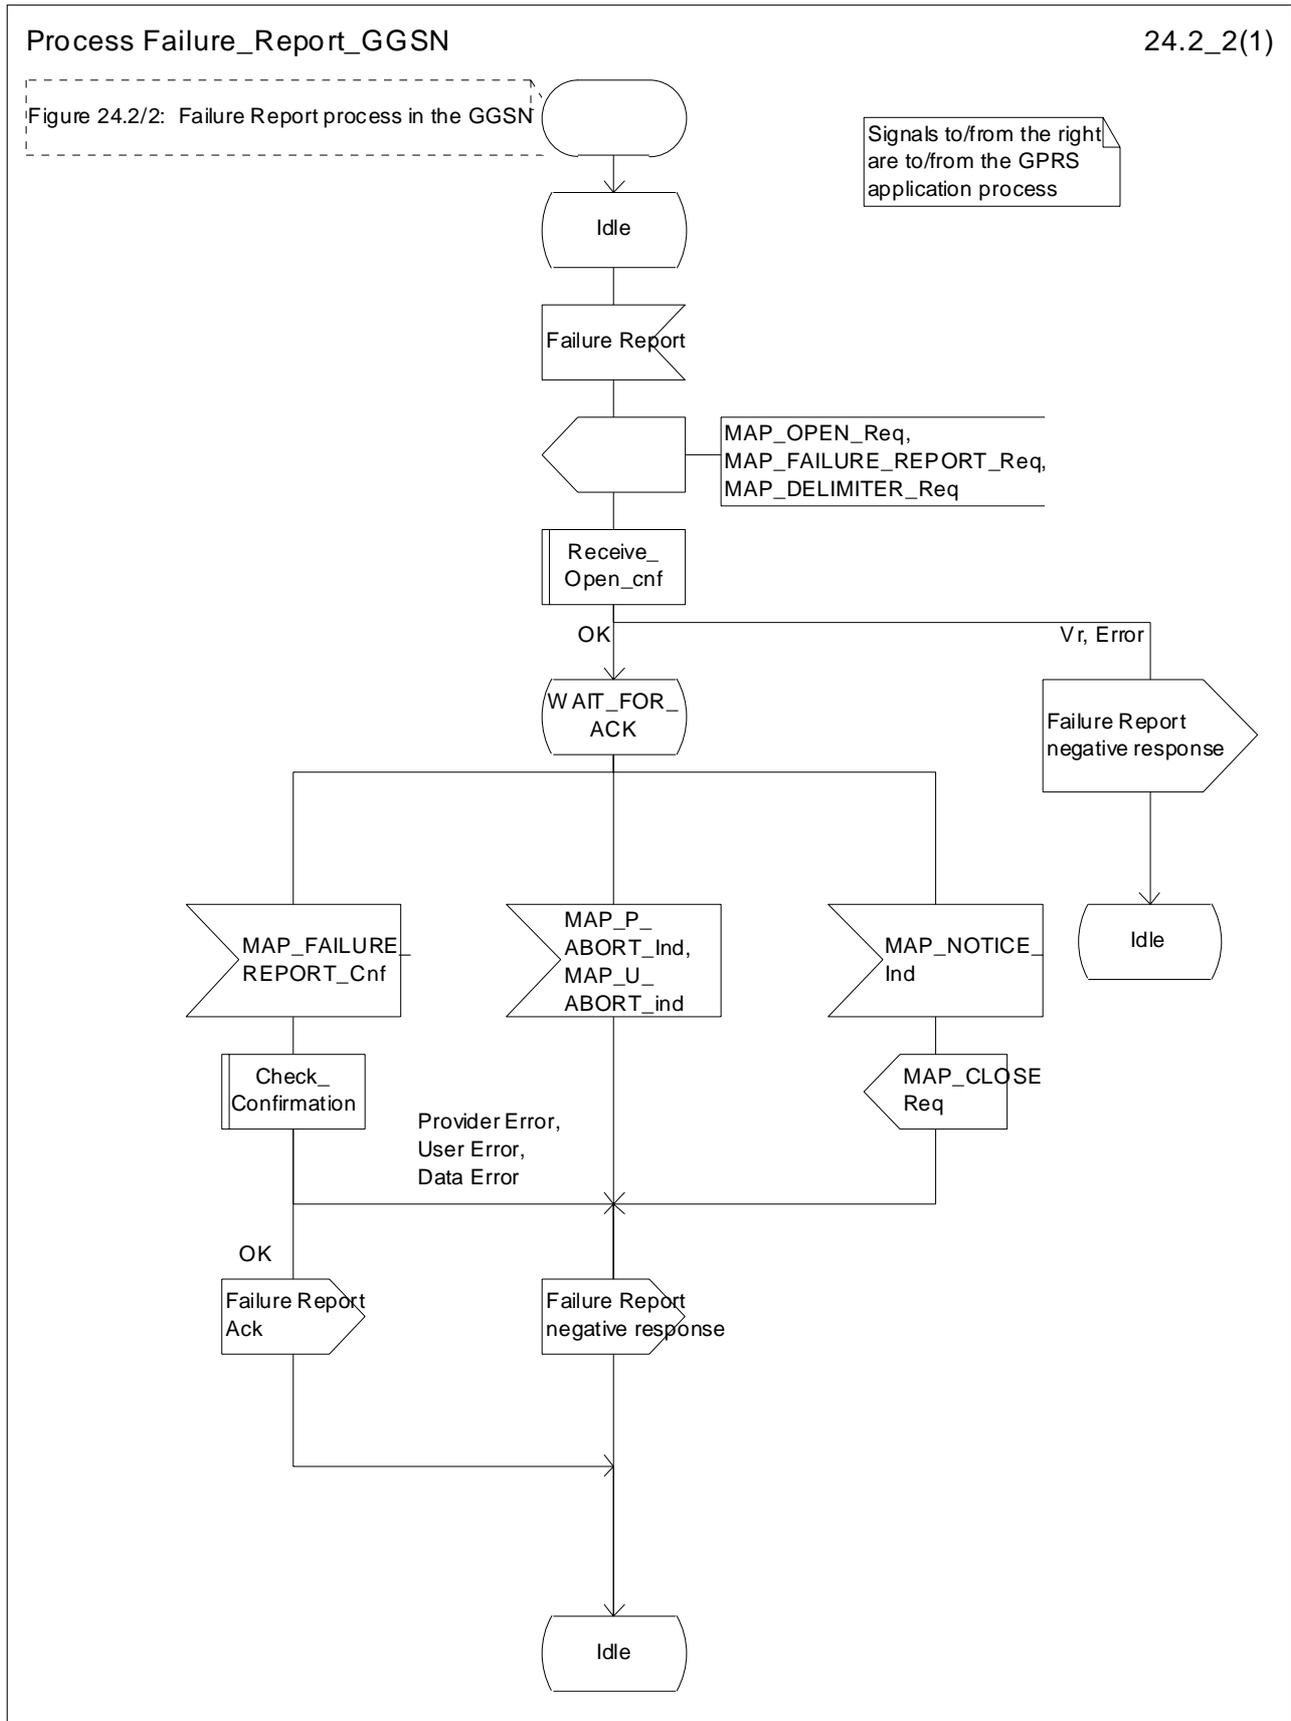 Process Failure_Report_GGSN
24.2_2(1)
Figure 24.2/2: Failure Report process in the GGSN
Signals to/from the right
are to/from the GPRS
application process
Idle
Failure Report
MAP_OPEN_Req,
MAP_FAILURE_REPORT_Req,
MAP_DELIMITER_Req
Receive_
Open_cnf
OK
Vr, Error
WAIT_FOR_
ACK
Failure Report
negative response
Idle
MAP_FAILURE_
REPORT_Cnf
MAP_P_
ABORT_Ind,
MAP_U_
ABORT_ind
MAP_NOTICE_
Ind
Check_
Confirmation
MAP_CLOSE
Req
Provider Error,
User Error,
Data Error
OK
Failure Report
Ack
Failure Report
negative response
Idle